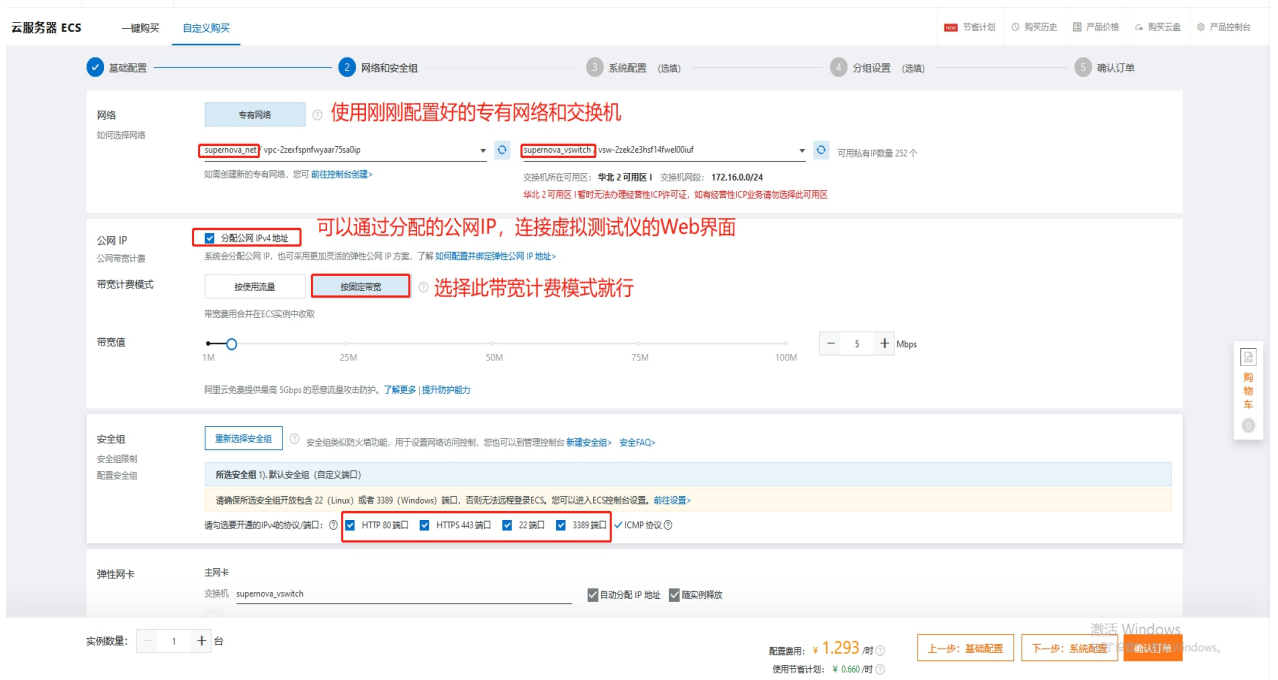 云服务器 ECS 一键购买 自定义购买 NEW 节省计划 购买历史 产品价格 购买云盘 产品控制台
基础配置 2 网络和安全组 3 系统配置 (选填) 4 分组设置 (选填) 5 确认订单
网络 专有网络 使用刚刚配置好的专有网络和交换机
如何选择网络
supernova_net / vpc-2zexfspnfwyaar75sa0ip supernova_vswitch / vsw-2zek2e3hsf14fwel00iuf 可用私有IP数量 252 个
如需创建新的专有网络，您可 前往控制台创建>
交换机所在可用区： 华北 2 可用区 I 交换机网段： 172.16.0.0/24
华北 2 可用区 I 暂时无法办理经营性ICP许可证，如有经营性ICP业务请勿选择此可用区
可以通过分配的公网IP，连接虚拟测试仪的Web界面
公网 IP 分配公网 IPv4 地址
公网带宽计费 系统会分配公网 IP，也可采用更加灵活的弹性公网 IP 方案，了解 如何配置并绑定弹性公网 IP 地址>
带宽计费模式 按使用流量 按固定带宽 选择此带宽计费模式就行
带宽费用合并在ECS实例中收取
带宽值 5 Mbps
1M 25M 50M 75M 100M
阿里云免费提供最高 5Gbps 的恶意流量攻击防护。了解更多 | 提升防护能力
安全组 重新选择安全组 安全组类似防火墙功能，用于设置网络访问控制，您也可以到管理控制台 新建安全组> 安全FAQ>
安全组限制
配置安全组 所选安全组 1). 默认安全组（自定义端口）
请确保所选安全组开放包含 22（Linux）或者 3389（Windows）端口，否则无法远程登录ECS。您可以进入ECS控制台设置。前往设置>
请勾选要开通的IPv4的协议/端口： HTTP 80 端口 HTTPS 443 端口 22 端口 3389 端口 ICMP 协议
弹性网卡 主网卡
交换机 supernova_vswitch 自动分配 IP 地址 随实例释放
购物车
0
实例数量： 1 台
配置费用： ¥ 1.293 /时
使用节省计划： ¥ 0.660 /时
上一步：基础配置 下一步：系统配置 确认订单
激活 Windows